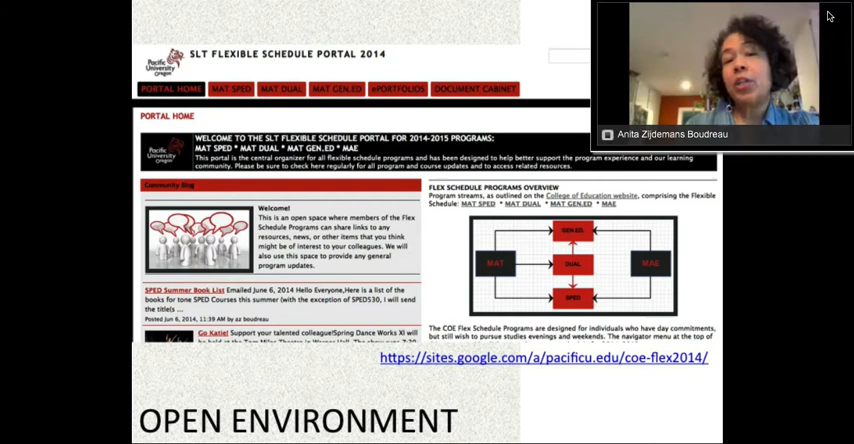 SLT FLEXIBLE SCHEDULE PORTAL 2014
Pacific
University
Oregon
PORTAL HOME
MAT SPED
MAT DUAL
MAT GEN.ED
ePORTFOLIOS
DOCUMENT CABINET
Anita Zijdemans Boudreau
PORTAL HOME
Pacific
University
WELCOME TO THE SLT FLEXIBLE SCHEDULE PORTAL FOR 2014-2015 PROGRAMS:
MAT SPED * MAT DUAL * MAT GEN.ED * MAE
This portal is the central organizer for all flexible schedule programs and has been designed to help better support the program experience and our learning
community. Please be sure to check here regularly for all program and course updates and to access related resources.
Community Blog
Welcome!
This is an open space where members of the Flex
Schedule Programs can share links to any
resources, news, or other items that you think
might be of interest to your colleagues. We will
also use this space to provide any general
program updates.
SPED Summer Book List Emailed June 6, 2014 Hello Everyone,Here is a list of the
books for tone SPED Courses this summer (with the exception of SPED530, I will send
the title(s ...
Posted Jun 6, 2014, 11:39 AM by az boudreau
Go Katie! Support your talented colleague!Spring Dance Works XI will
FLEX SCHEDULE PROGRAMS OVERVIEW
Program streams, as outlined on the College of Education website, comprising the Flexible
Schedule: MAT SPED * MAT DUAL * MAT GEN.ED * MAE
GEN.ED
MAT
DUAL
MAE
SPED
The COE Flex Schedule Programs are designed for individuals who have day commitments,
but still wish to pursue studies evenings and weekends. The navigator menu at the top of
https://sites.google.com/a/pacificu.edu/coe-flex2014/
OPEN ENVIRONMENT